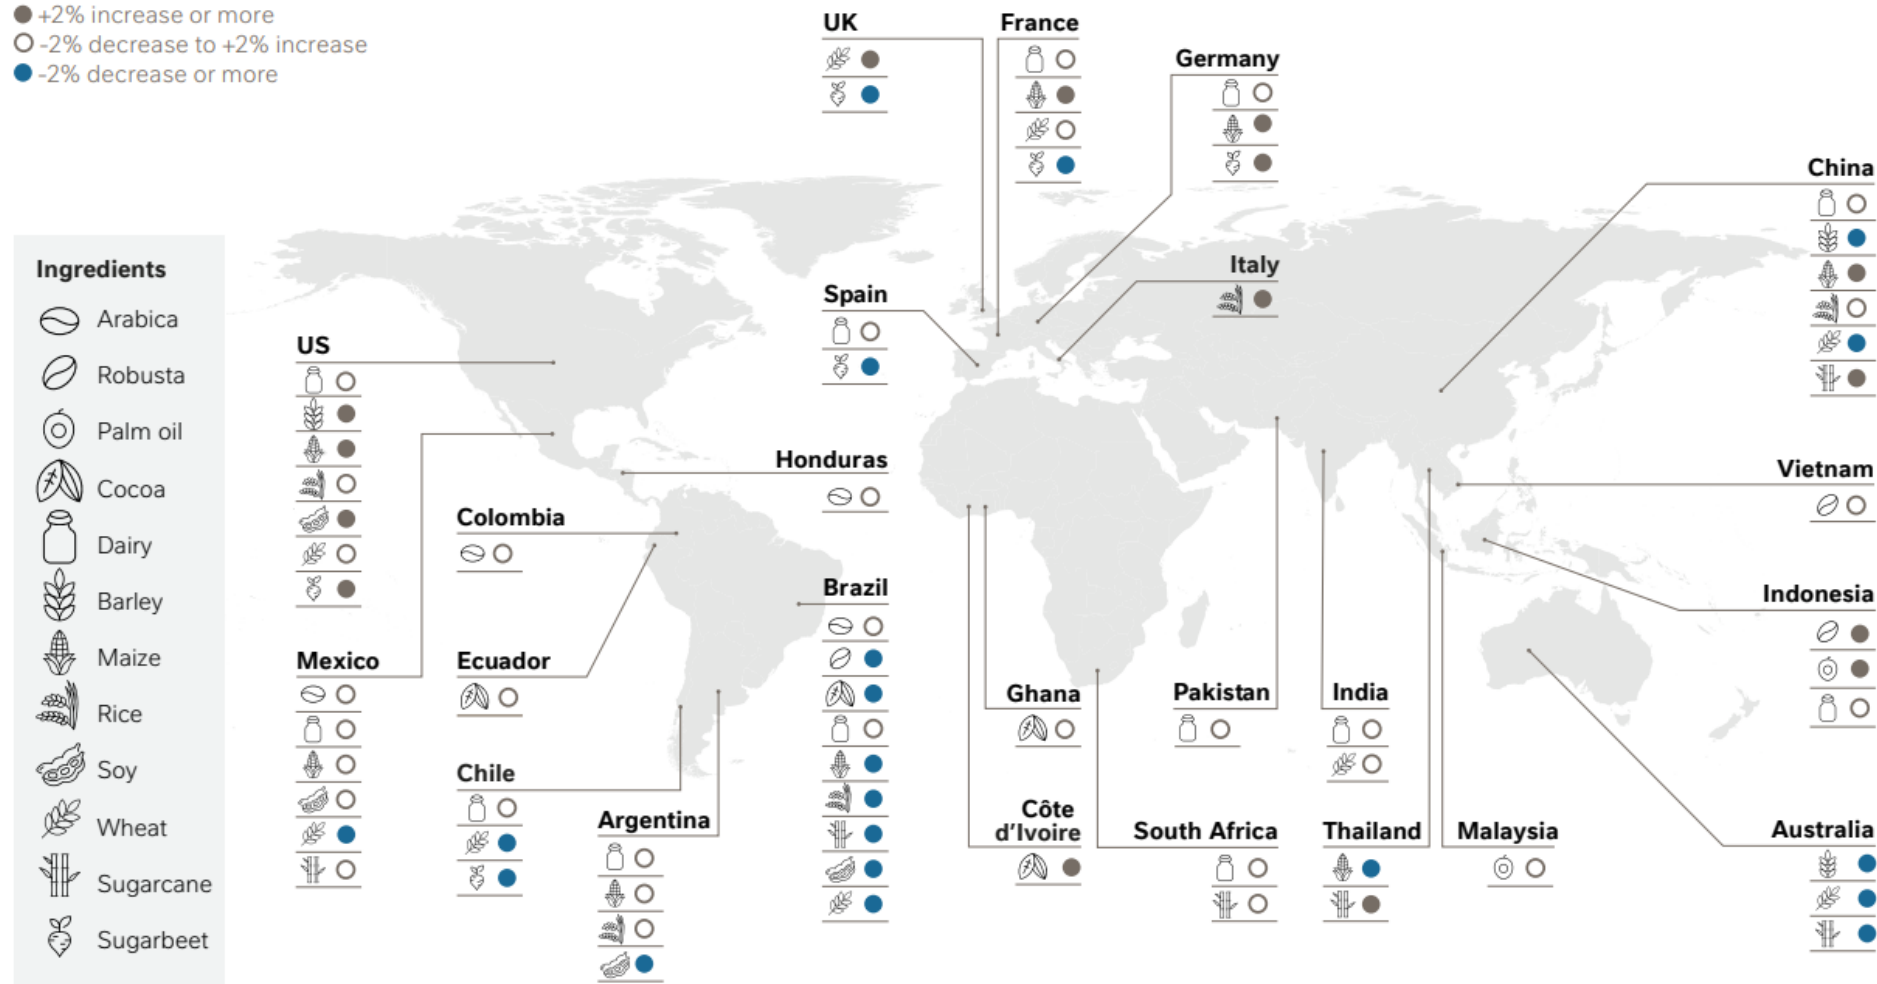 +2% increase or more
-2% decrease to +2% increase
-2% decrease or more
Ingredients
Arabica
Robusta
Palm oil
Cocoa
Dairy
Barley
Maize
Rice
Soy
Wheat
Sugarcane
Sugarbeet
US
Mexico
Colombia
Ecuador
Chile
Argentina
UK
France
Germany
Spain
Italy
Honduras
Brazil
Ghana
Côte
d'Ivoire
South Africa
Pakistan
India
Thailand
Malaysia
China
Vietnam
Indonesia
Australia